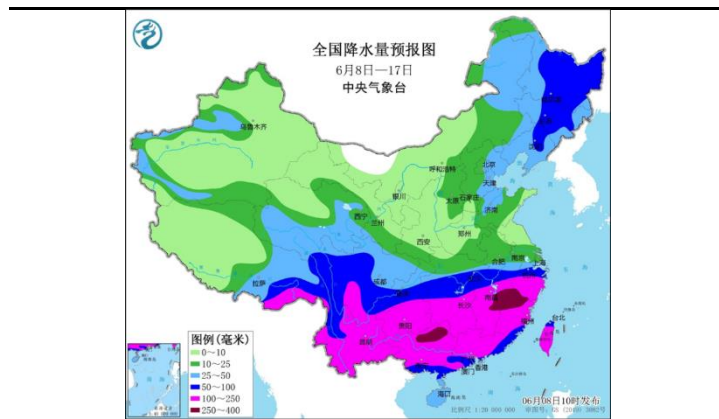 全国降水量预报图
6月8日—17日
中央气象台
乌鲁木齐
呼和浩特
北京
天津
银川
太原
石家庄
济南
西宁
兰州
西安
郑州
合肥
南京
上海
拉萨
成都
南昌
长沙
贵阳
昆明
福州
台北
香港
澳门
海口
图例(毫米)
0～10
10～25
25～50
50～100
100～250
250～400
06月08日10时发布